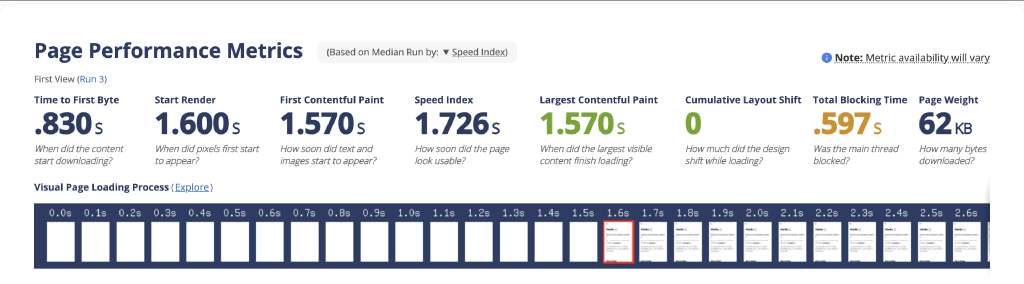 Page Performance Metrics (Based on Median Run by: ▼ Speed Index)
Note: Metric availability will vary
First View (Run 3)
Time to First Byte
.830 S
When did the content
start downloading?
Start Render
1.600 S
When did pixels first start
to appear?
First Contentful Paint
1.570 S
How soon did text and
images start to appear?
Speed Index
1.726 S
How soon did the page
look usable?
Largest Contentful Paint
1.570 S
When did the largest visible
content finish loading?
Cumulative Layout Shift
0
How much did the design
shift while loading?
Total Blocking Time
.597 S
Was the main thread
blocked?
Page Weight
62 KB
How many bytes
downloaded?
Visual Page Loading Process (Explore)
0.0s 0.1s 0.2s 0.3s 0.4s 0.5s 0.6s 0.7s 0.8s 0.9s 1.0s 1.1s 1.2s 1.3s 1.4s 1.5s 1.6s 1.7s 1.8s 1.9s 2.0s 2.1s 2.2s 2.3s 2.4s 2.5s 2.6s